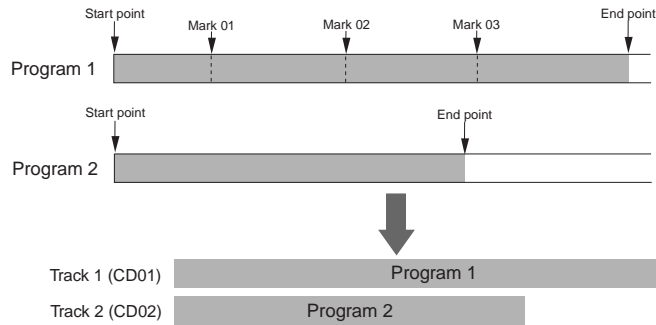 Start point Mark 01 Mark 02 Mark 03 End point
Program 1
Start point End point
Program 2
Track 1 (CD01) Program 1
Track 2 (CD02) Program 2